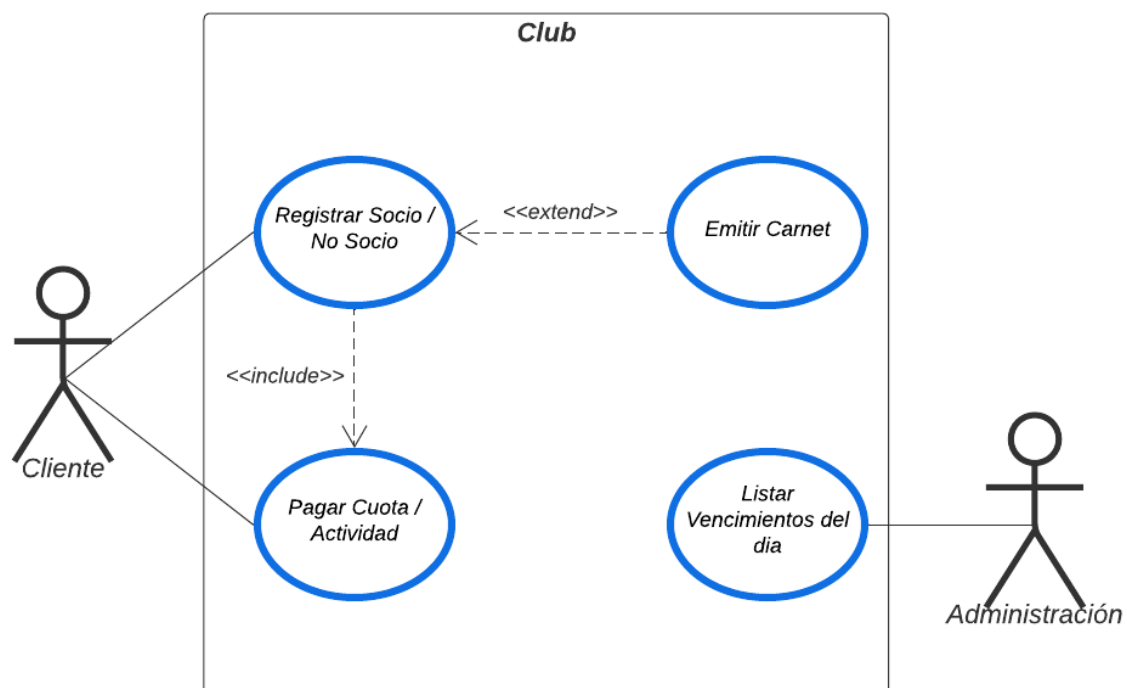 Club
Registrar Socio /
No Socio
<<extend>>
Emitir Carnet
<<include>>
Cliente
Pagar Cuota /
Actividad
Listar
Vencimientos del
dia
Administración